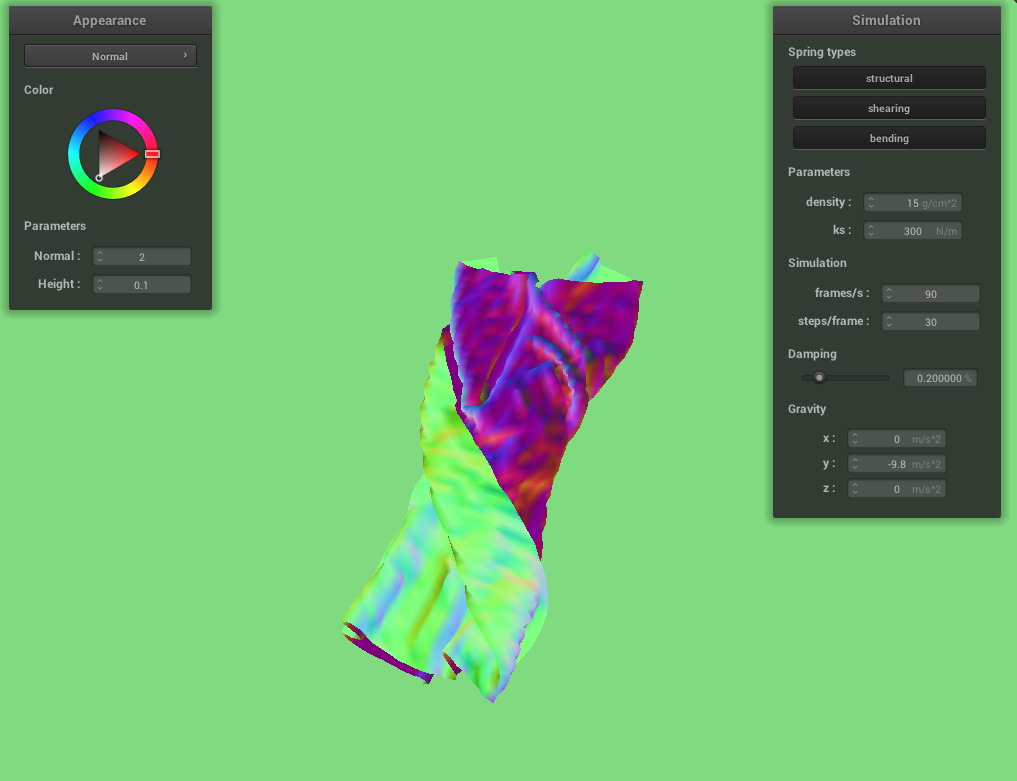 Appearance
Normal
Color
Parameters
Normal : 2
Height : 0.1
Simulation
Spring types
structural
shearing
bending
Parameters
density : 15 g/cm^2
ks : 300 N/m
Simulation
frames/s : 90
steps/frame : 30
Damping
0.200000 %
Gravity
x : 0 m/s^2
y : -9.8 m/s^2
z : 0 m/s^2